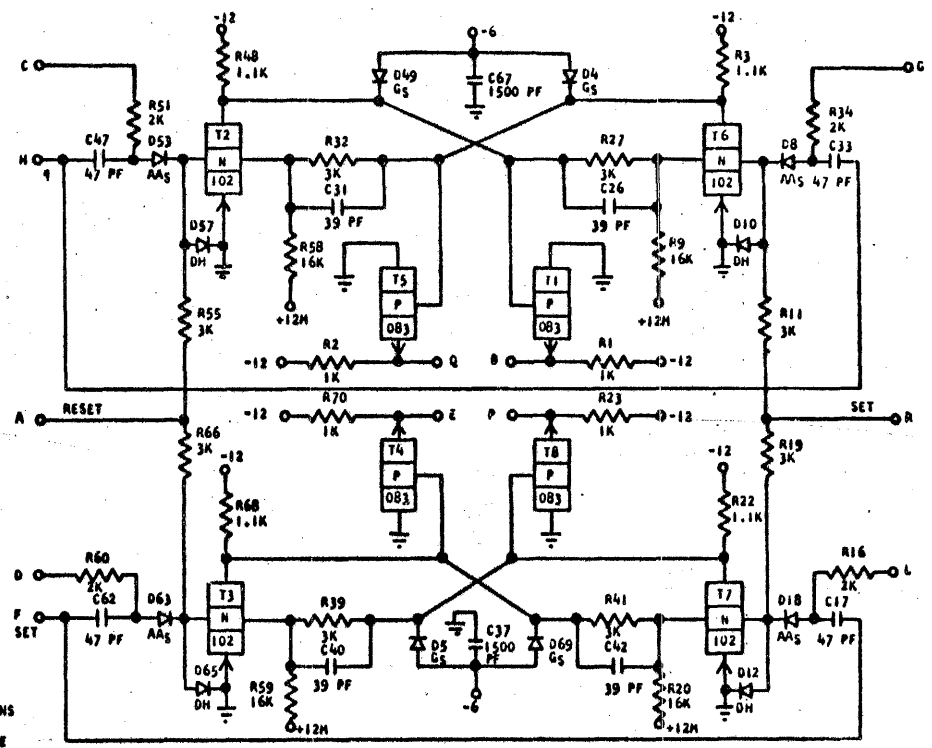 -12
-6
-12
C
R48
1.1K
D49
GS
C67
1500 PF
D4
GS
R3
1.1K
G
R51
2K
R34
2K
H
9
C47
47 PF
D53
AAS
T2
N
102
R32
3K
C31
39 PF
R27
3K
C26
39 PF
T6
N
102
D8
AAS
C33
47 PF
D57
DH
R58
16K
+12M
T5
P
083
T1
P
083
R9
16K
+12M
D10
DH
R55
3K
R11
3K
-12
R2
1K
Q
B
R1
1K
-12
A
RESET
-12
R70
1K
E
P
R23
1K
-12
SET
R
R66
3K
-12
R68
1.1K
T4
P
083
T8
P
083
-12
R22
1.1K
R19
3K
D
R60
2K
R16
2K
L
F
SET
C62
47 PF
D63
AAS
T3
N
102
R39
3K
C40
39 PF
D5
GS
C37
1500
PF
D69
GS
R41
3K
C42
39 PF
T7
N
102
D18
AAS
C17
47 PF
D65
DH
R59
16K
+12M
-6
R20
16K
+12M
D12
DH
NS
E